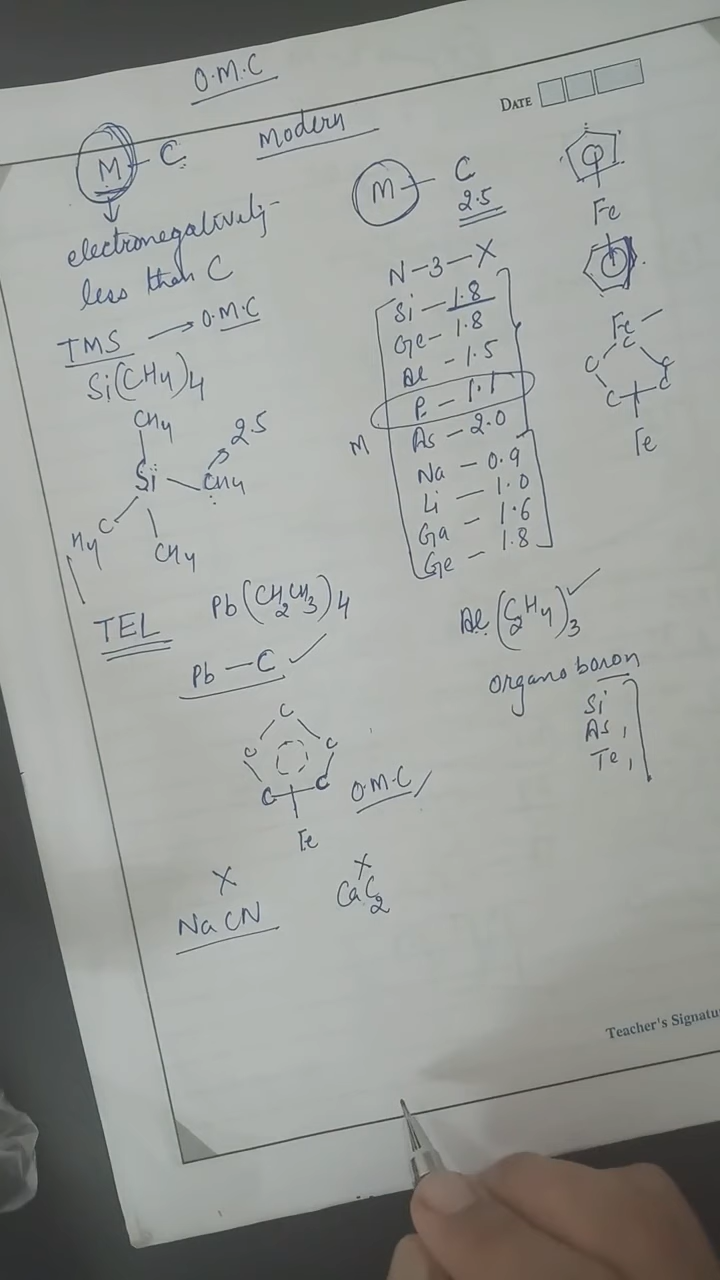 O.M.C
DATE
M - C
electronegativity
less than C
TMS → O.M.C
Si(CH4)4
CH4
2.5
Si - CH4
H4C
CH4
TEL
Pb(CH2CH3)4
Pb - C ✓
C
C C
C C
Fe
O.M.C
X X
NaCN CaC2
Modern
M - C
2.5
N - 3 - X
Si - 1.8
Ge - 1.8
Al - 1.5
P - 1.1
As - 2.0
M
Na - 0.9
Li - 1.0
Ga - 1.6
Ge - 1.8
Al(C2H4)3 ✓
Organo boron
Si
As,
Te,
Fe
Fe
C
C C
C C
Fe
Teacher's Signatu